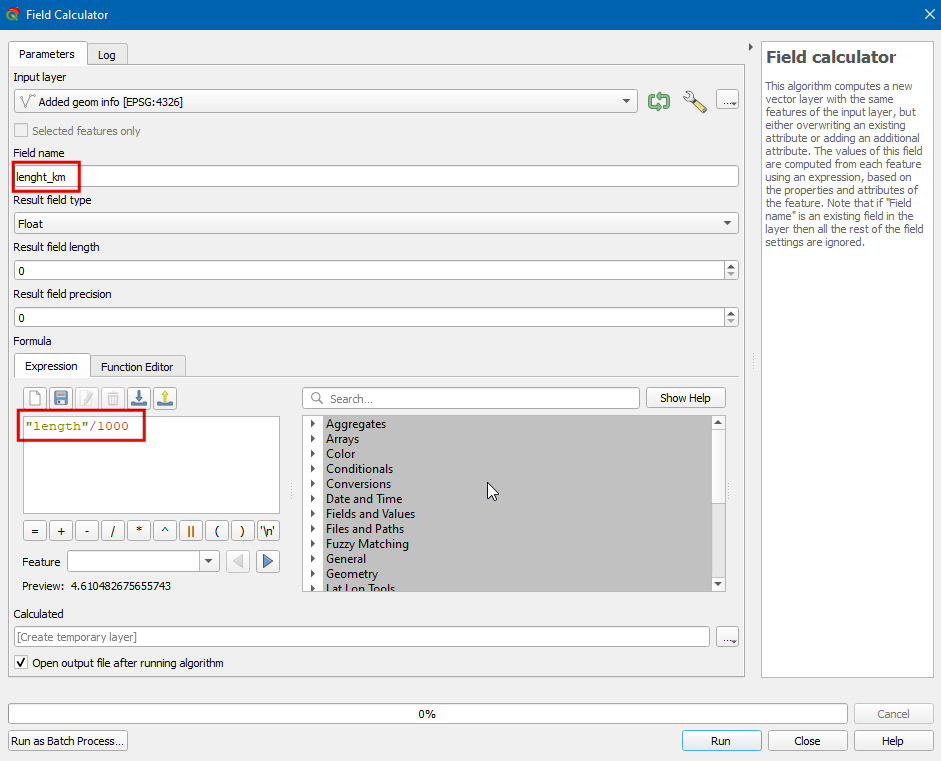 Field Calculator
Parameters
Log
Input layer
Added geom info [EPSG:4326]
...
Selected features only
Field name
lenght_km
Result field type
Float
Result field length
0
Result field precision
0
Formula
Expression
Function Editor
Search...
Show Help
"length"/1000
Aggregates
Arrays
Color
Conditionals
Conversions
Date and Time
Fields and Values
Files and Paths
Fuzzy Matching
General
Geometry
Lat Lon Tools
= + - / * ^ || ( ) '\n'
Feature
Preview: 4.610482675655743
Calculated
[Create temporary layer]
...
Open output file after running algorithm
Field calculator
This algorithm computes a new
vector layer with the same
features of the input layer, but
either overwriting an existing
attribute or adding an additional
attribute. The values of this field
are computed from each feature
using an expression, based on
the properties and attributes of
the feature. Note that if "Field
name" is an existing field in the
layer then all the rest of the field
settings are ignored.
0%
Cancel
Run as Batch Process...
Run
Close
Help